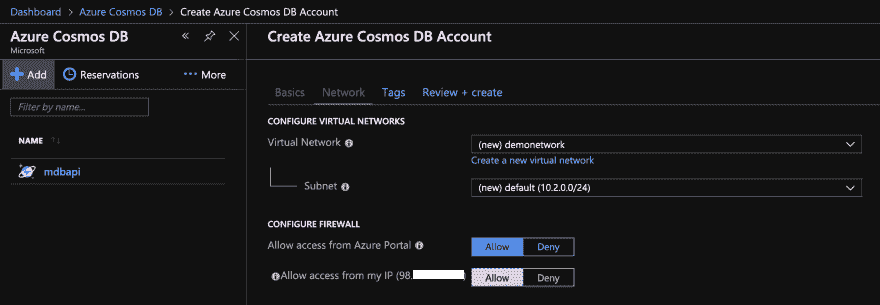 Dashboard > Azure Cosmos DB > Create Azure Cosmos DB Account
Azure Cosmos DB
Microsoft
Add
Reservations
••• More
Filter by name...
NAME
mdbapi
Create Azure Cosmos DB Account
Basics Network Tags Review + create
CONFIGURE VIRTUAL NETWORKS
Virtual Network
(new) demonetwork
Create a new virtual network
Subnet
(new) default (10.2.0.0/24)
CONFIGURE FIREWALL
Allow access from Azure Portal
Allow Deny
Allow access from my IP (98. )
Allow Deny